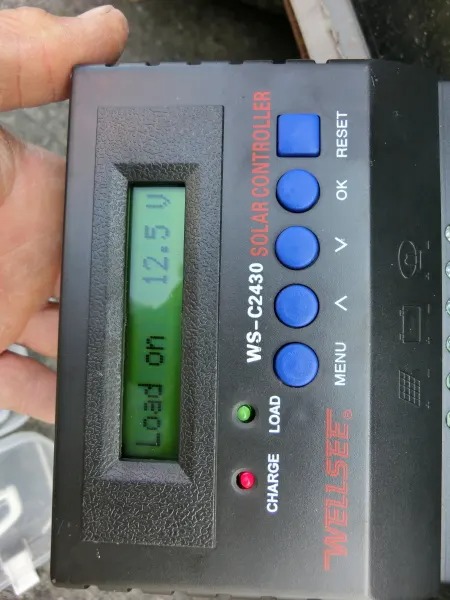 Load on 12.5 V
WS-C2430 SOLAR CONTROLLER
CHARGE LOAD
MENU OK RESET
WELLSEE